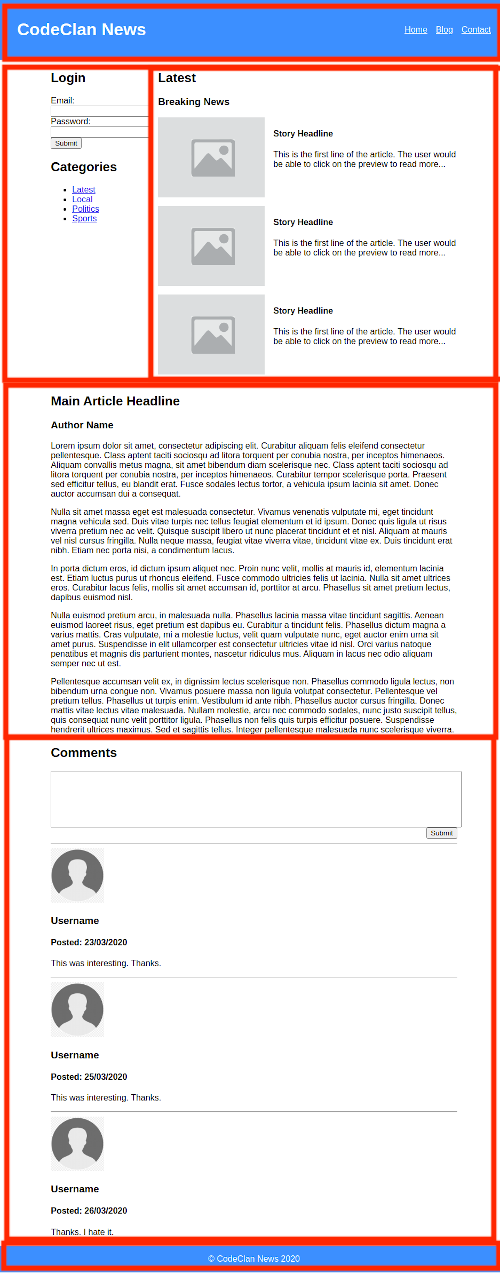 CodeClan News
Home Blog Contact
Login
Email:
Password:
Submit
Categories
Latest
Local
Politics
Sports
Latest
Breaking News
Story Headline
This is the first line of the article. The user would
be able to click on the preview to read more...
Story Headline
This is the first line of the article. The user would
be able to click on the preview to read more...
Story Headline
This is the first line of the article. The user would
be able to click on the preview to read more...
Main Article Headline
Author Name
Lorem ipsum dolor sit amet, consectetur adipiscing elit. Curabitur aliquam felis eleifend consectetur
pellentesque. Class aptent taciti sociosqu ad litora torquent per conubia nostra, per inceptos himenaeos.
Aliquam convallis metus magna, sit amet bibendum diam scelerisque nec. Class aptent taciti sociosqu ad
litora torquent per conubia nostra, per inceptos himenaeos. Curabitur tempor scelerisque porta. Praesent
sed efficitur tellus, eu blandit erat. Fusce sodales lectus tortor, a vehicula ipsum lacinia sit amet. Donec
auctor accumsan dui a consequat.
Nulla sit amet massa eget est malesuada consectetur. Vivamus venenatis vulputate mi, eget tincidunt
magna vehicula sed. Duis vitae turpis nec tellus feugiat elementum et id ipsum. Donec quis ligula ut risus
viverra pretium nec ac velit. Quisque suscipit libero ut nunc placerat tincidunt et et nisl. Aliquam at mauris
vel nisl cursus fringilla. Nulla neque massa, feugiat vitae viverra vitae, tincidunt vitae ex. Duis tincidunt erat
nibh. Etiam nec porta nisi, a condimentum lacus.
In porta dictum eros, id dictum ipsum aliquet nec. Proin nunc velit, mollis at mauris id, elementum lacinia
est. Etiam luctus purus ut rhoncus eleifend. Fusce commodo ultricies felis ut lacinia. Nulla sit amet ultrices
eros. Curabitur lacus felis, mollis sit amet accumsan id, porttitor at arcu. Phasellus sit amet pretium lectus,
dapibus euismod nisl.
Nulla euismod pretium arcu, in malesuada nulla. Phasellus lacinia massa vitae tincidunt sagittis. Aenean
euismod laoreet risus, eget pretium est dapibus eu. Curabitur a tincidunt felis. Phasellus dictum magna a
varius mattis. Cras vulputate, mi a molestie luctus, velit quam vulputate nunc, eget auctor enim urna sit
amet purus. Suspendisse in elit ullamcorper est consectetur ultricies vitae id nisl. Orci varius natoque
penatibus et magnis dis parturient montes, nascetur ridiculus mus. Aliquam in lacus nec odio aliquam
semper nec ut est.
Pellentesque accumsan velit ex, in dignissim lectus scelerisque non. Phasellus commodo ligula lectus, non
bibendum urna congue non. Vivamus posuere massa non ligula volutpat consectetur. Pellentesque vel
pretium tellus. Phasellus ut turpis enim. Vestibulum id ante nibh. Phasellus auctor cursus fringilla. Donec
mattis vitae lectus vitae malesuada. Nullam molestie, arcu nec commodo sodales, nunc justo suscipit tellus,
quis consequat nunc velit porttitor ligula. Phasellus non felis quis turpis efficitur posuere. Suspendisse
hendrerit ultrices maximus. Sed et sagittis tellus. Integer pellentesque malesuada nunc scelerisque viverra.
Comments
Submit
Username
Posted: 23/03/2020
This was interesting. Thanks.
Username
Posted: 25/03/2020
This was interesting. Thanks.
Username
Posted: 26/03/2020
Thanks. I hate it.
© CodeClan News 2020